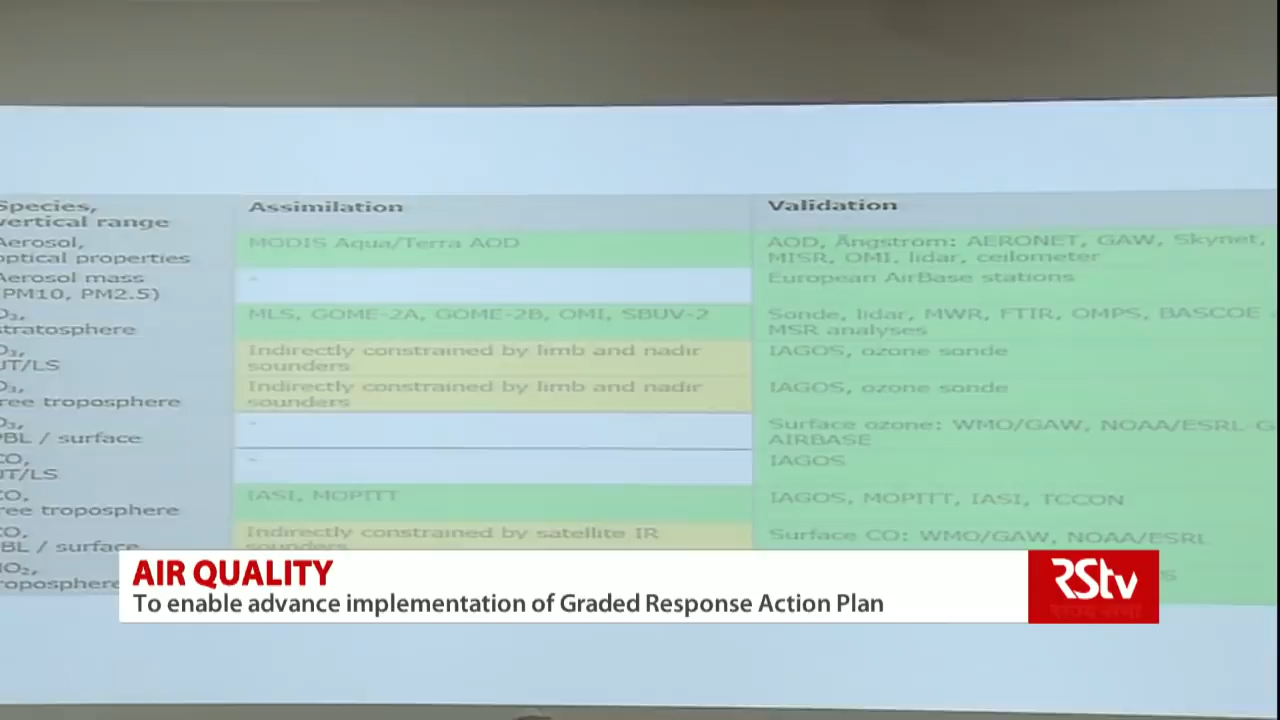 Species,
vertical range
Assimilation
Validation
Aerosol,
optical properties
MODIS Aqua/Terra AOD
AOD, Ångström: AERONET, GAW, Skynet,
MISR, OMI, lidar, ceilometer
Aerosol mass
(PM10, PM2.5)
-
European AirBase stations
O₃,
stratosphere
MLS, GOME-2A, GOME-2B, OMI, SBUV-2
Sonde, lidar, MWR, FTIR, OMPS, BASCOE
MSR analyses
O₃,
UT/LS
Indirectly constrained by limb and nadir
sounders
IAGOS, ozone sonde
O₃,
free troposphere
Indirectly constrained by limb and nadir
sounders
IAGOS, ozone sonde
O₃,
PBL / surface
-
Surface ozone: WMO/GAW, NOAA/ESRL-G
AIRBASE
CO,
UT/LS
-
IAGOS
CO,
free troposphere
IASI, MOPITT
IAGOS, MOPITT, IASI, TCCON
CO,
PBL / surface
Indirectly constrained by satellite IR
sounders
Surface CO: WMO/GAW, NOAA/ESRL
troposphere
AIR QUALITY
To enable advance implementation of Graded Response Action Plan
RStv